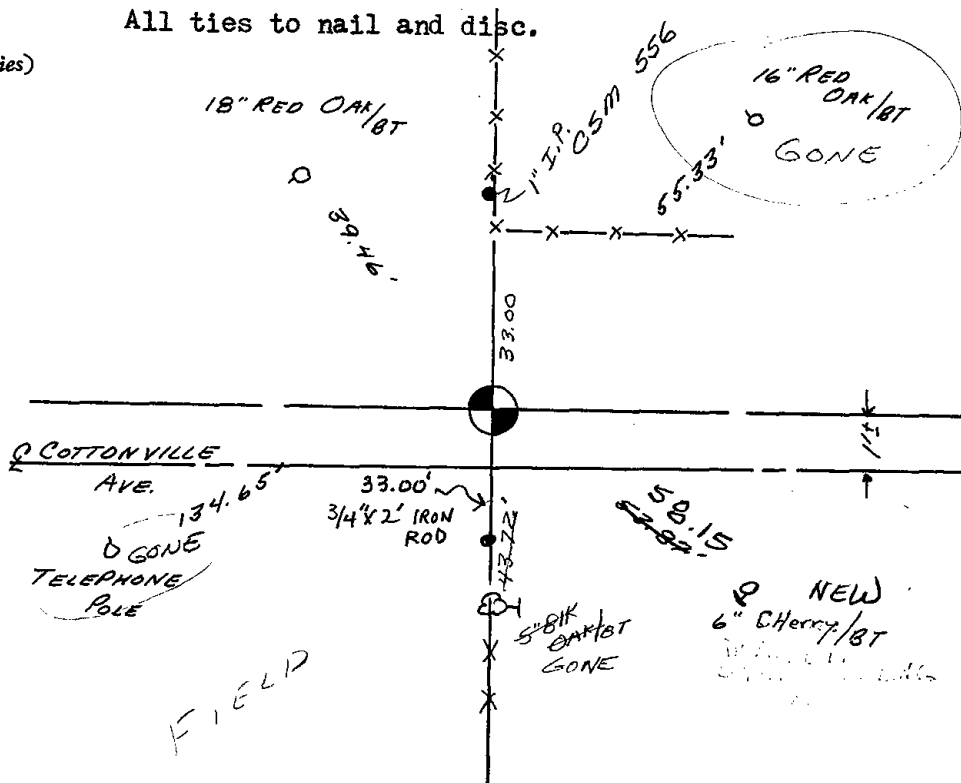 All ties to nail and disc.
ies)
18" RED OAK/BT
1" I.P. CSM 556
16" RED
OAK/BT
GONE
39.46'
55.33'
33.00
11±
℄ COTTONVILLE
AVE.
134.65'
GONE
TELEPHONE
POLE
33.00'
3/4" X 2' IRON
ROD
43.72'
58.15
5" Blk
OAK/BT
GONE
NEW
6" CHerry/BT
FIELD